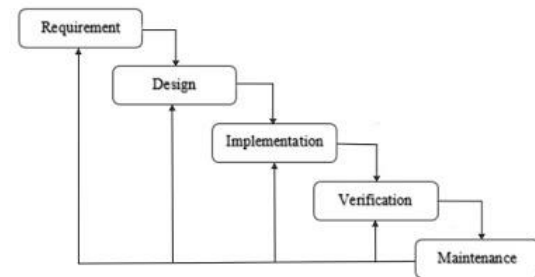 Requirement
Design
Implementation
Verification
Maintenance